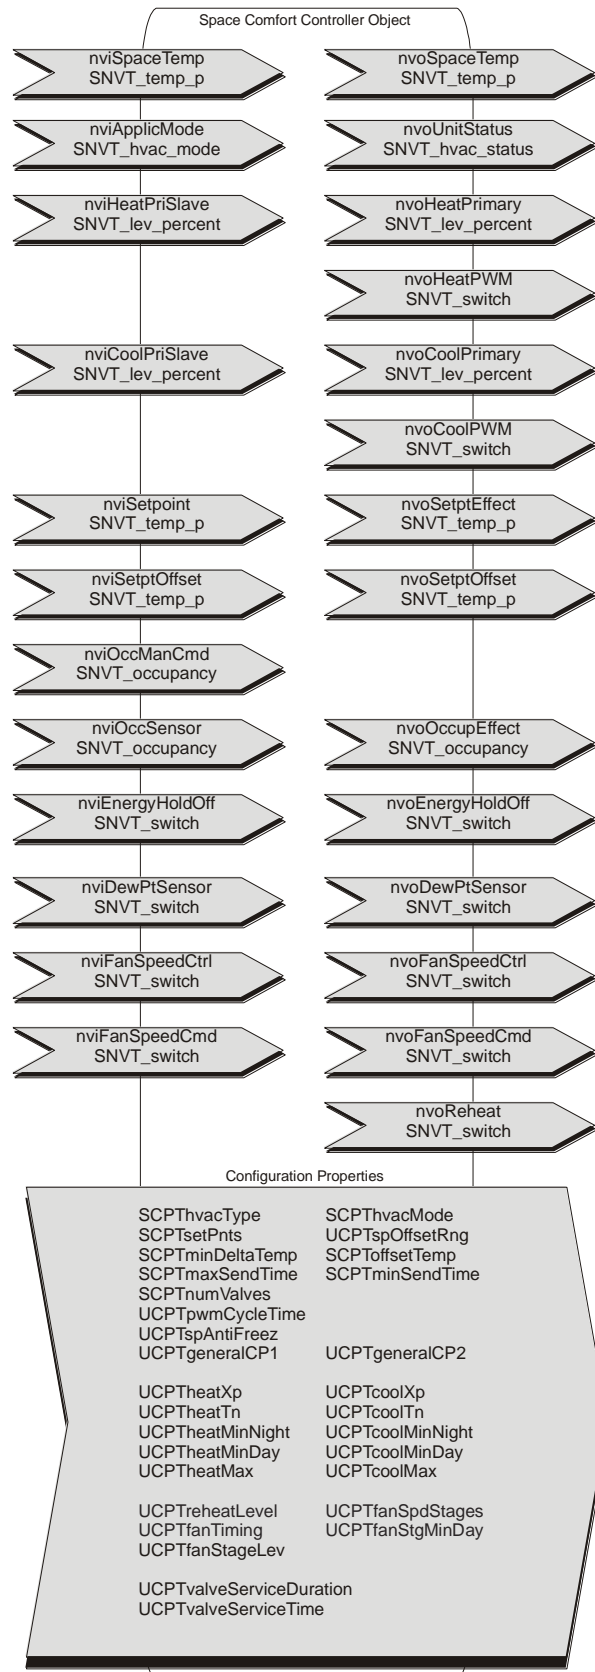 Space Comfort Controller Object
nviSpaceTemp
SNVT_temp_p
nvoSpaceTemp
SNVT_temp_p
nviApplicMode
SNVT_hvac_mode
nvoUnitStatus
SNVT_hvac_status
nviHeatPriSlave
SNVT_lev_percent
nvoHeatPrimary
SNVT_lev_percent
nvoHeatPWM
SNVT_switch
nviCoolPriSlave
SNVT_lev_percent
nvoCoolPrimary
SNVT_lev_percent
nvoCoolPWM
SNVT_switch
nviSetpoint
SNVT_temp_p
nvoSetptEffect
SNVT_temp_p
nviSetptOffset
SNVT_temp_p
nvoSetptOffset
SNVT_temp_p
nviOccManCmd
SNVT_occupancy
nviOccSensor
SNVT_occupancy
nvoOccupEffect
SNVT_occupancy
nviEnergyHoldOff
SNVT_switch
nvoEnergyHoldOff
SNVT_switch
nviDewPtSensor
SNVT_switch
nvoDewPtSensor
SNVT_switch
nviFanSpeedCtrl
SNVT_switch
nvoFanSpeedCtrl
SNVT_switch
nviFanSpeedCmd
SNVT_switch
nvoFanSpeedCmd
SNVT_switch
nvoReheat
SNVT_switch
Configuration Properties
SCPThvacType SCPThvacMode
SCPTsetPnts UCPTspOffsetRng
SCPTminDeltaTemp SCPToffsetTemp
SCPTmaxSendTime SCPTminSendTime
SCPTnumValves
UCPTpwmCycleTime
UCPTspAntiFreez
UCPTgeneralCP1 UCPTgeneralCP2
UCPTheatXp UCPTcoolXp
UCPTheatTn UCPTcoolTn
UCPTheatMinNight UCPTcoolMinNight
UCPTheatMinDay UCPTcoolMinDay
UCPTheatMax UCPTcoolMax
UCPTreheatLevel UCPTfanSpdStages
UCPTfanTiming UCPTfanStgMinDay
UCPTfanStageLev
UCPTvalveServiceDuration
UCPTvalveServiceTime